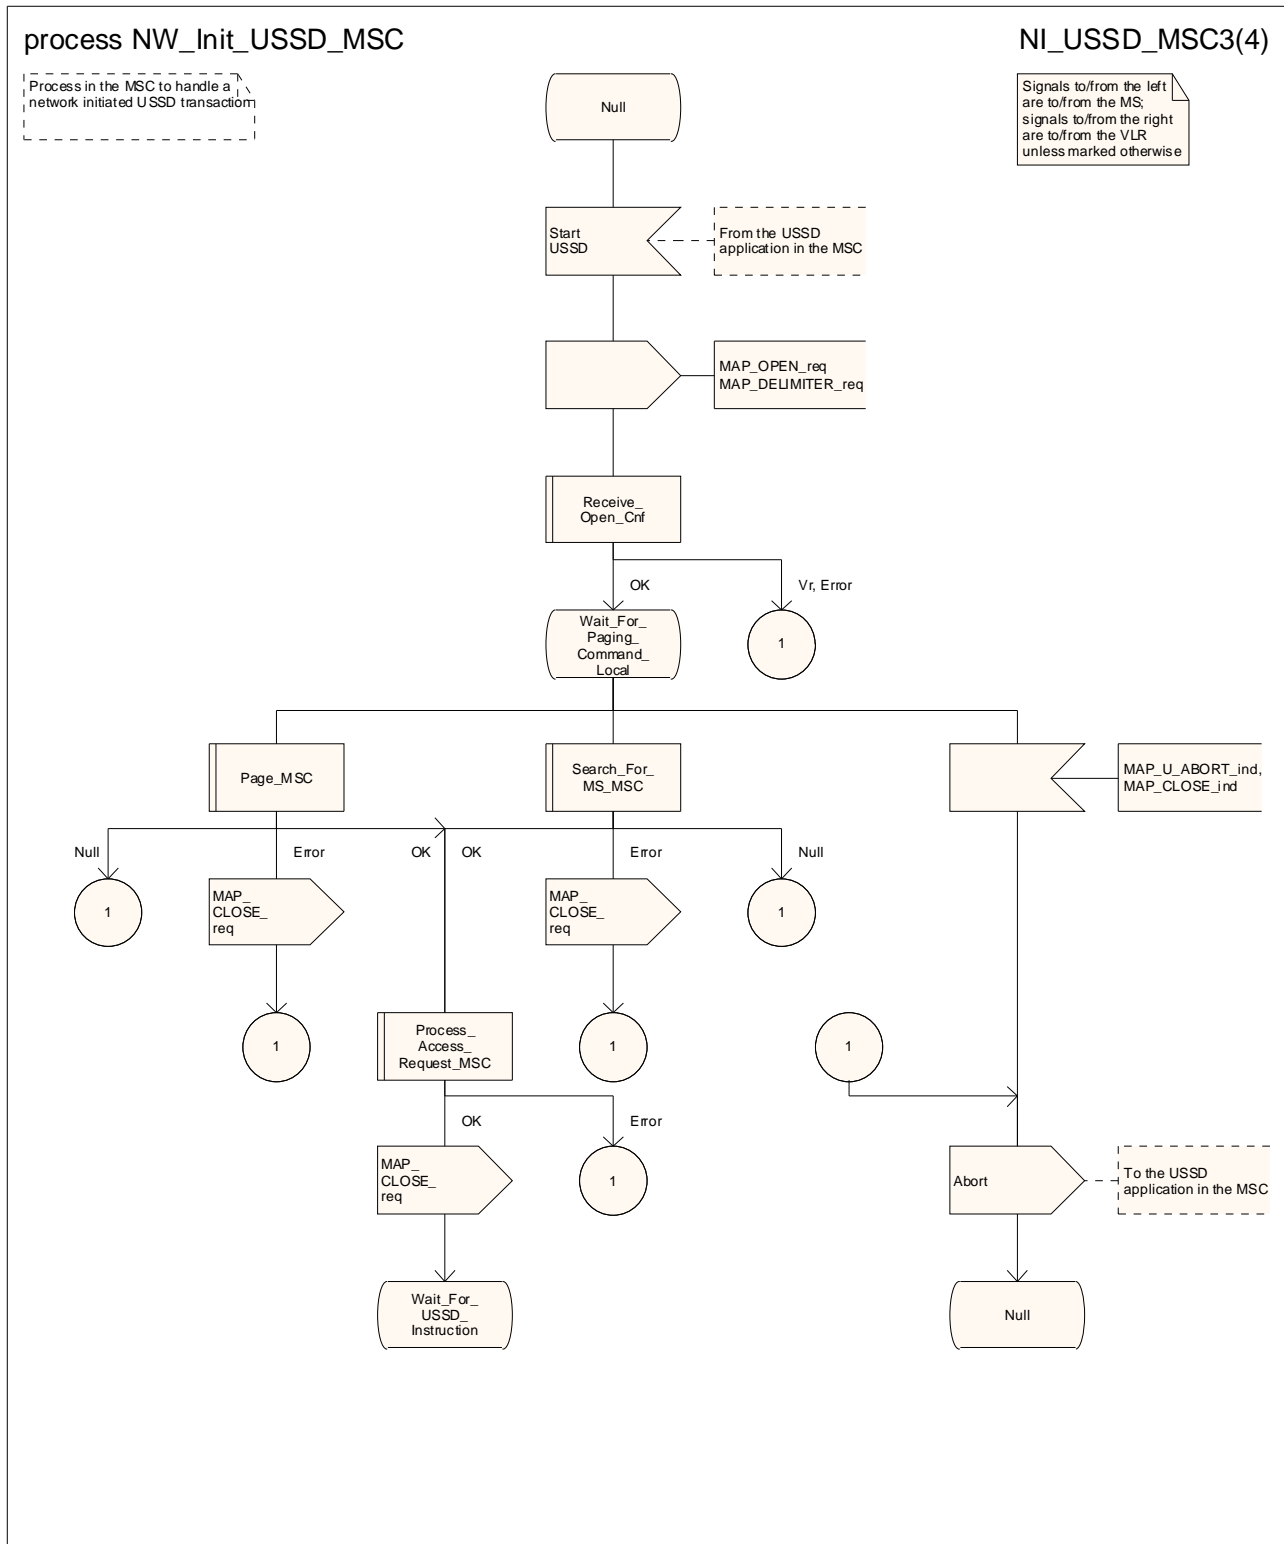 process NW_Init_USSD_MSC
NI_USSD_MSC3(4)
Process in the MSC to handle a
network initiated USSD transaction
Signals to/from the left
are to/from the MS;
signals to/from the right
are to/from the VLR
unless marked otherwise
Null
Start
USSD
From the USSD
application in the MSC
MAP_OPEN_req
MAP_DELIMITER_req
Receive_
Open_Cnf
OK
Vr, Error
Wait_For_
Paging_
Command_
Local
1
Page_MSC
Search_For_
MS_MSC
MAP_U_ABORT_ind,
MAP_CLOSE_ind
Null
Error
OK
OK
Error
Null
1
MAP_
CLOSE_
req
MAP_
CLOSE_
req
1
1
Process_
Access_
Request_MSC
1
1
OK
Error
MAP_
CLOSE_
req
1
Abort
To the USSD
application in the MSC
Wait_For_
USSD_
Instruction
Null